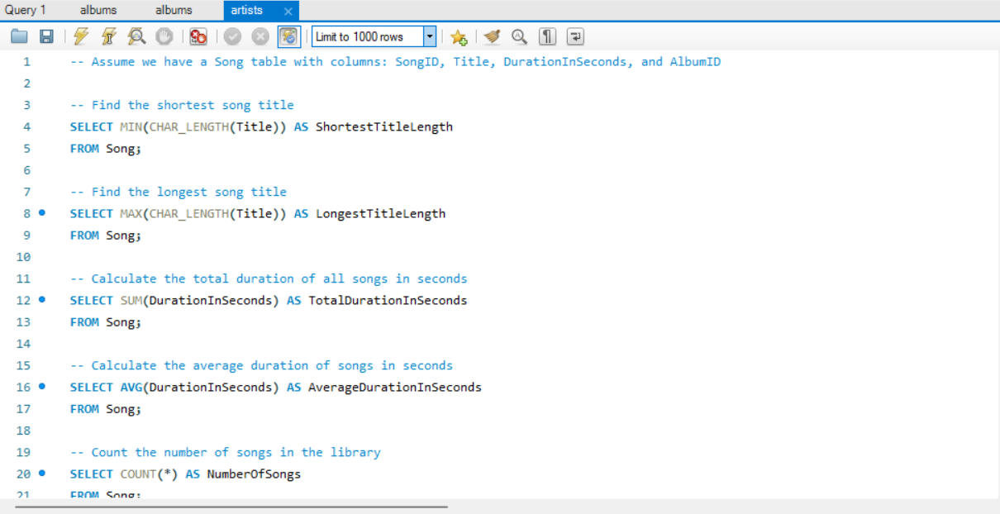 Query 1 albums albums artists
Limit to 1000 rows
1 -- Assume we have a Song table with columns: SongID, Title, DurationInSeconds, and AlbumID
2
3 -- Find the shortest song title
4 SELECT MIN(CHAR_LENGTH(Title)) AS ShortestTitleLength
5 FROM Song;
6
7 -- Find the longest song title
8 SELECT MAX(CHAR_LENGTH(Title)) AS LongestTitleLength
9 FROM Song;
10
11 -- Calculate the total duration of all songs in seconds
12 SELECT SUM(DurationInSeconds) AS TotalDurationInSeconds
13 FROM Song;
14
15 -- Calculate the average duration of songs in seconds
16 SELECT AVG(DurationInSeconds) AS AverageDurationInSeconds
17 FROM Song;
18
19 -- Count the number of songs in the library
20 SELECT COUNT(*) AS NumberOfSongs
21 FROM Song;